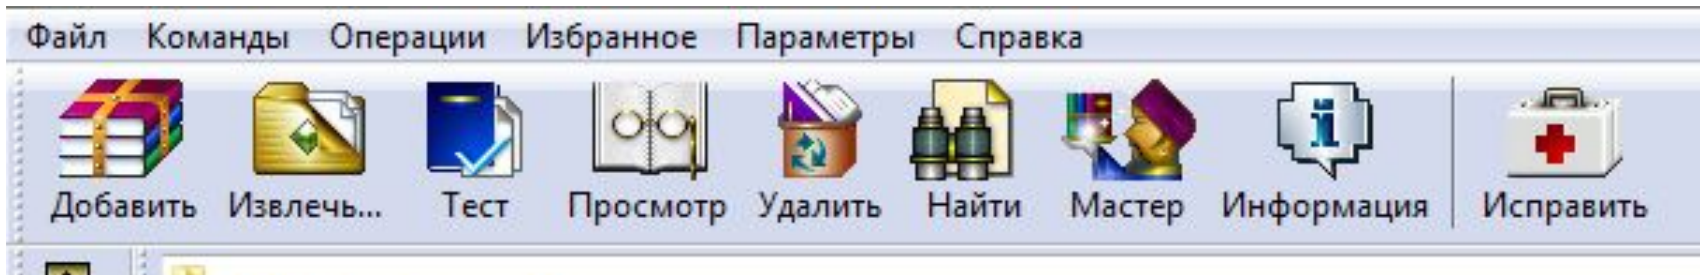 Файл Команды Операции Избранное Параметры Справка
Добавить Извлечь... Тест Просмотр Удалить Найти Мастер Информация Исправить